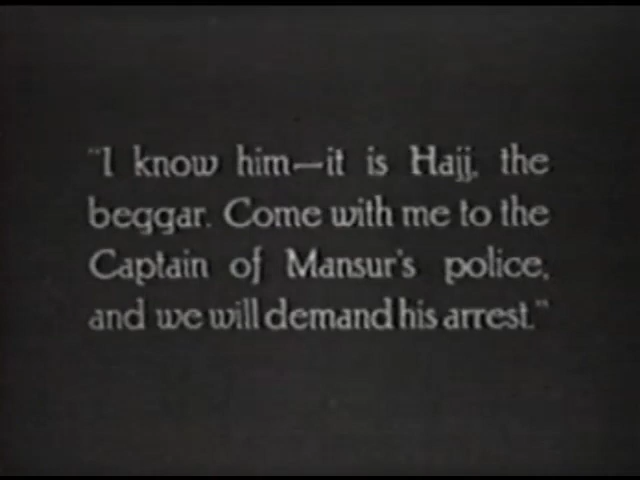 "I know him—it is Hajj, the
beggar. Come with me to the
Captain of Mansur's police,
and we will demand his arrest."